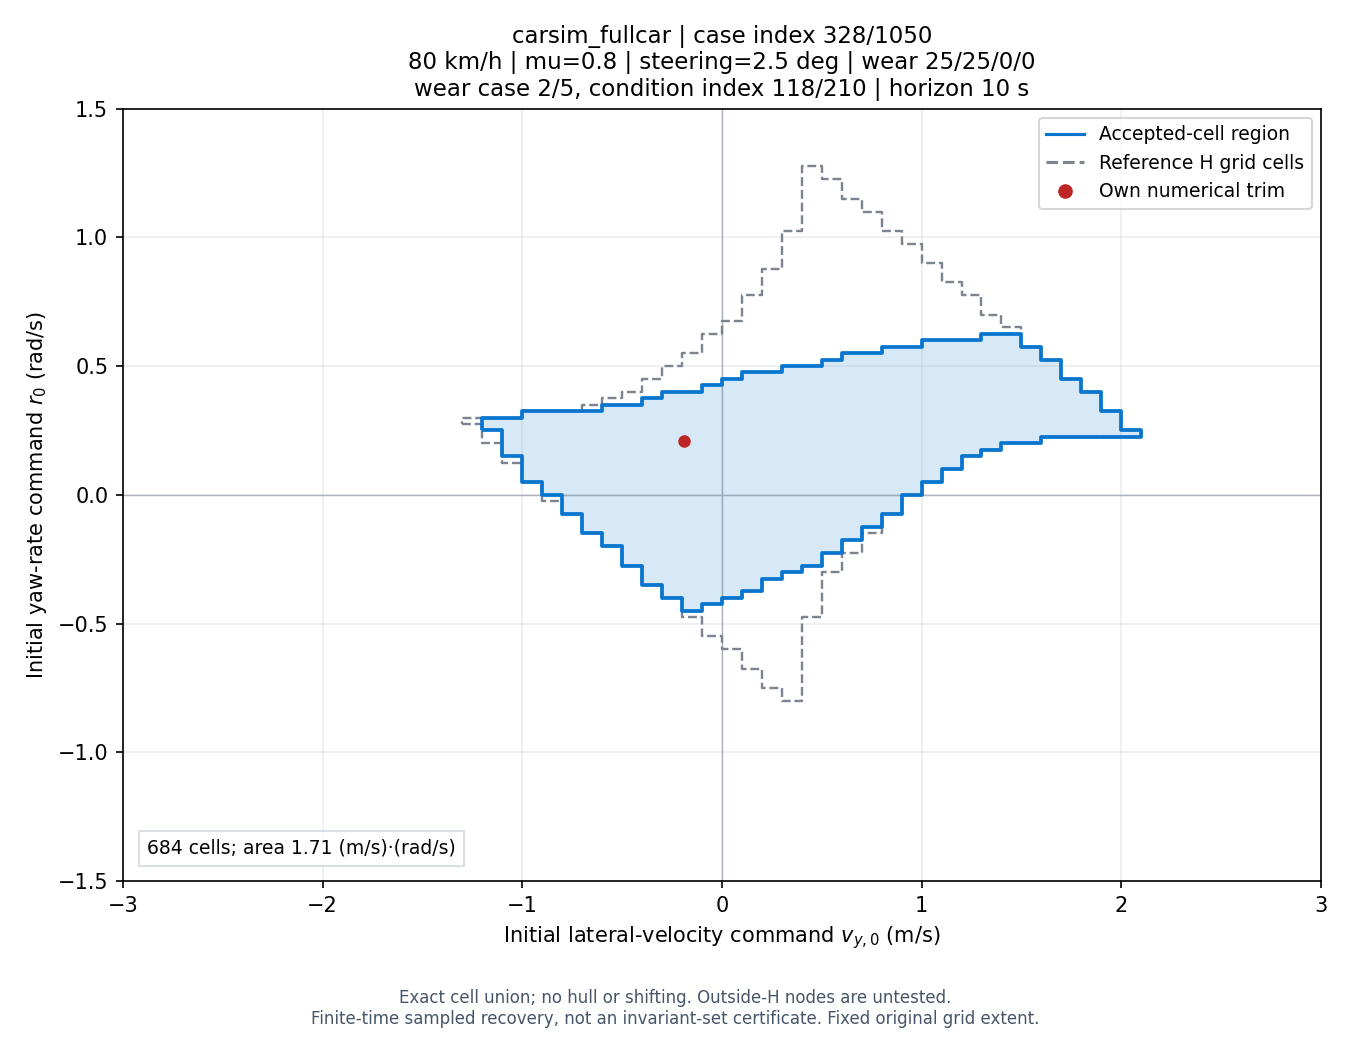 carsim_fullcar | case index 328/1050
80 km/h | mu=0.8 | steering=2.5 deg | wear 25/25/0/0
wear case 2/5, condition index 118/210 | horizon 10 s
1.5
1.0
0.5
0.0
−0.5
−1.0
−1.5
Initial yaw-rate command r0 (rad/s)
Accepted-cell region
Reference H grid cells
Own numerical trim
684 cells; area 1.71 (m/s)·(rad/s)
−3
−2
−1
0
1
2
3
Initial lateral-velocity command vy,0 (m/s)
Exact cell union; no hull or shifting. Outside-H nodes are untested.
Finite-time sampled recovery, not an invariant-set certificate. Fixed original grid extent.